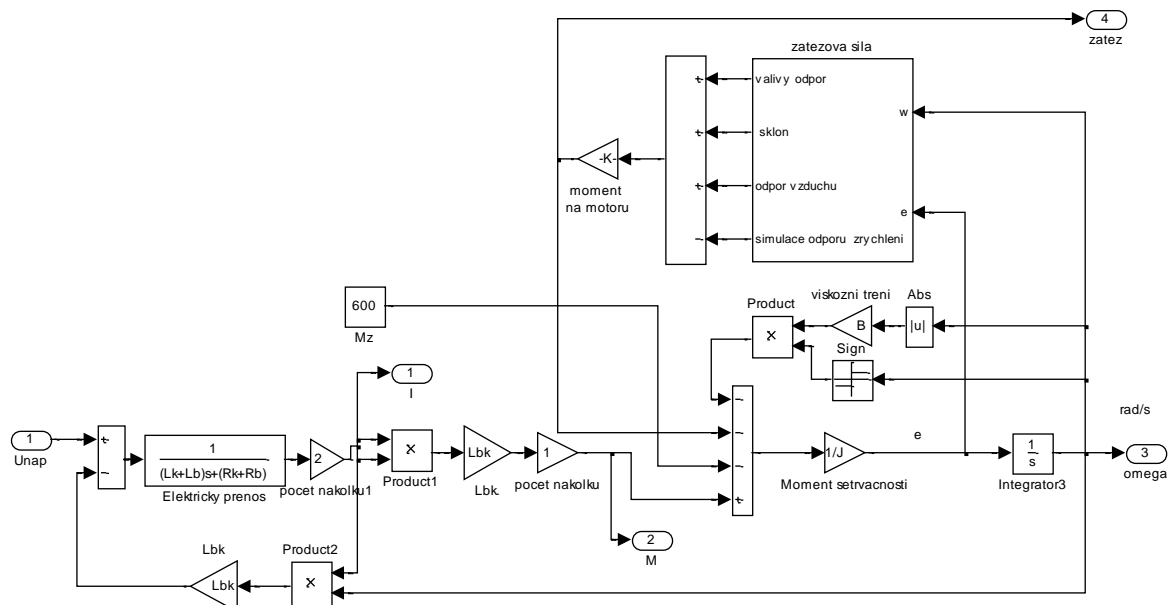 4
zatez
zatezova sila
valivy odpor
w
sklon
-K-
moment
na motoru
odpor vzduchu
e
simulace odporu zrychleni
600
Mz
Product
viskozni treni
Abs
×
B
|u|
Sign
1
I
rad/s
1
Unap
+
−
1
(Lk+Lb)s+(Rk+Rb)
Elektricky prenos
2
pocet nakolku1
×
Product1
Lbk
Lbk.
1
pocet nakolku
1/J
Moment setrvacnosti
e
1
s
Integrator3
3
omega
2
M
Lbk
Lbk
Product2
×